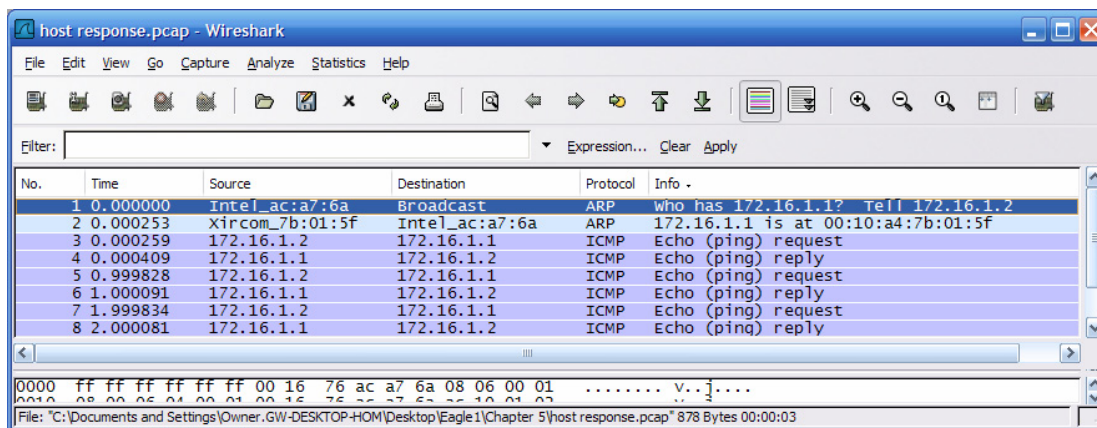 host response.pcap - Wireshark
File Edit View Go Capture Analyze Statistics Help
Filter: Expression... Clear Apply
No. Time Source Destination Protocol Info
1 0.000000 Intel_ac:a7:6a Broadcast ARP Who has 172.16.1.1? Tell 172.16.1.2
2 0.000253 Xircom_7b:01:5f Intel_ac:a7:6a ARP 172.16.1.1 is at 00:10:a4:7b:01:5f
3 0.000259 172.16.1.2 172.16.1.1 ICMP Echo (ping) request
4 0.000409 172.16.1.1 172.16.1.2 ICMP Echo (ping) reply
5 0.999828 172.16.1.2 172.16.1.1 ICMP Echo (ping) request
6 1.000091 172.16.1.1 172.16.1.2 ICMP Echo (ping) reply
7 1.999834 172.16.1.2 172.16.1.1 ICMP Echo (ping) request
8 2.000081 172.16.1.1 172.16.1.2 ICMP Echo (ping) reply
0000 ff ff ff ff ff ff 00 16 76 ac a7 6a 08 06 00 01 ........ v..j....
File: "C:\Documents and Settings\Owner.GW-DESKTOP-HOM\Desktop\Eagle1\Chapter 5\host response.pcap" 878 Bytes 00:00:03